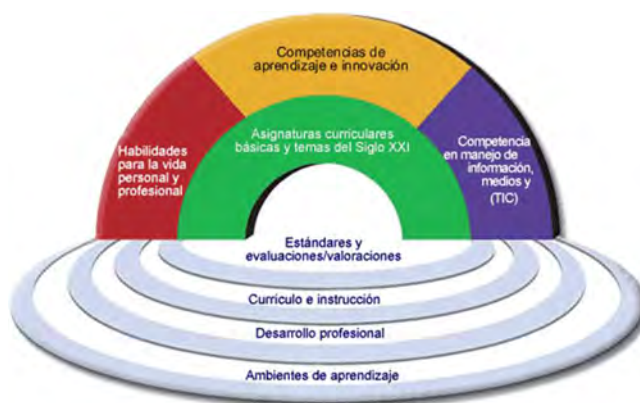 Competencias de
aprendizaje e innovación
Habilidades
para la vida
personal y
profesional
Asignaturas curriculares
básicas y temas del Siglo XXI
Competencia
en manejo de
información,
medios y
(TIC)
Estándares y
evaluaciones/valoraciones
Currículo e instrucción
Desarrollo profesional
Ambientes de aprendizaje